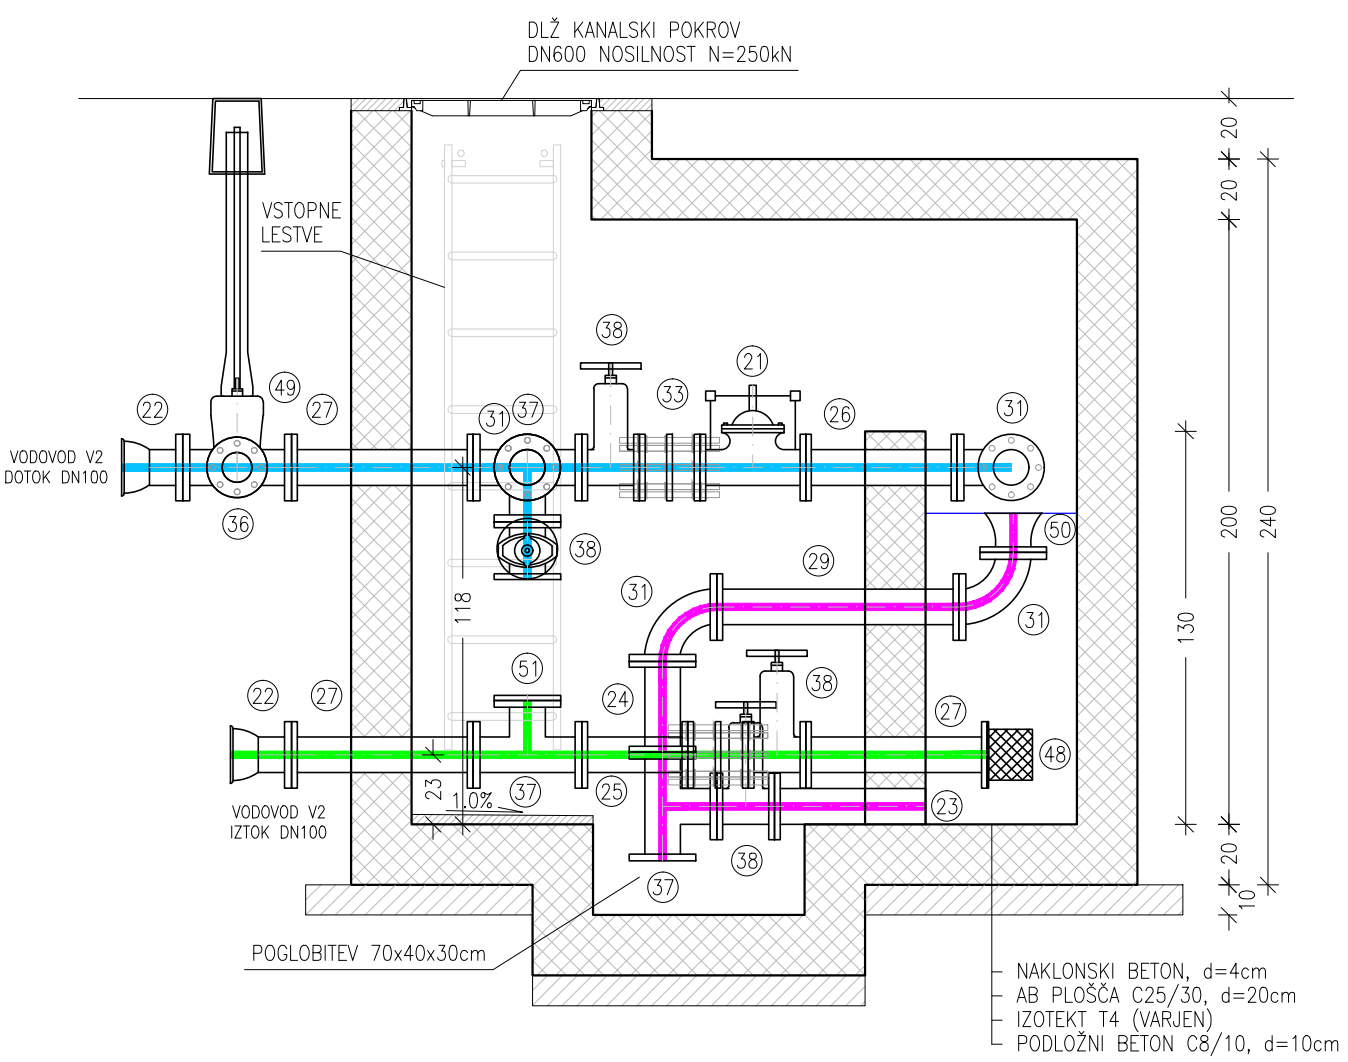 DLŽ KANALSKI POKROV
DN600 NOSILNOST N=250kN
20
20
240
VSTOPNE
LESTVE
38
21
49
33
22
27
31
37
26
31
VODOVOD V2
DOTOK DN100
36
38
50
200
29
31
31
118
130
51
38
22
27
24
27
48
23
1.0%
37
25
23
VODOVOD V2
IZTOK DN100
38
20
37
10
POGLOBITEV 70x40x30cm
NAKLONSKI BETON, d=4cm
AB PLOŠČA C25/30, d=20cm
IZOTEKT T4 (VARJEN)
PODLOŽNI BETON C8/10, d=10cm